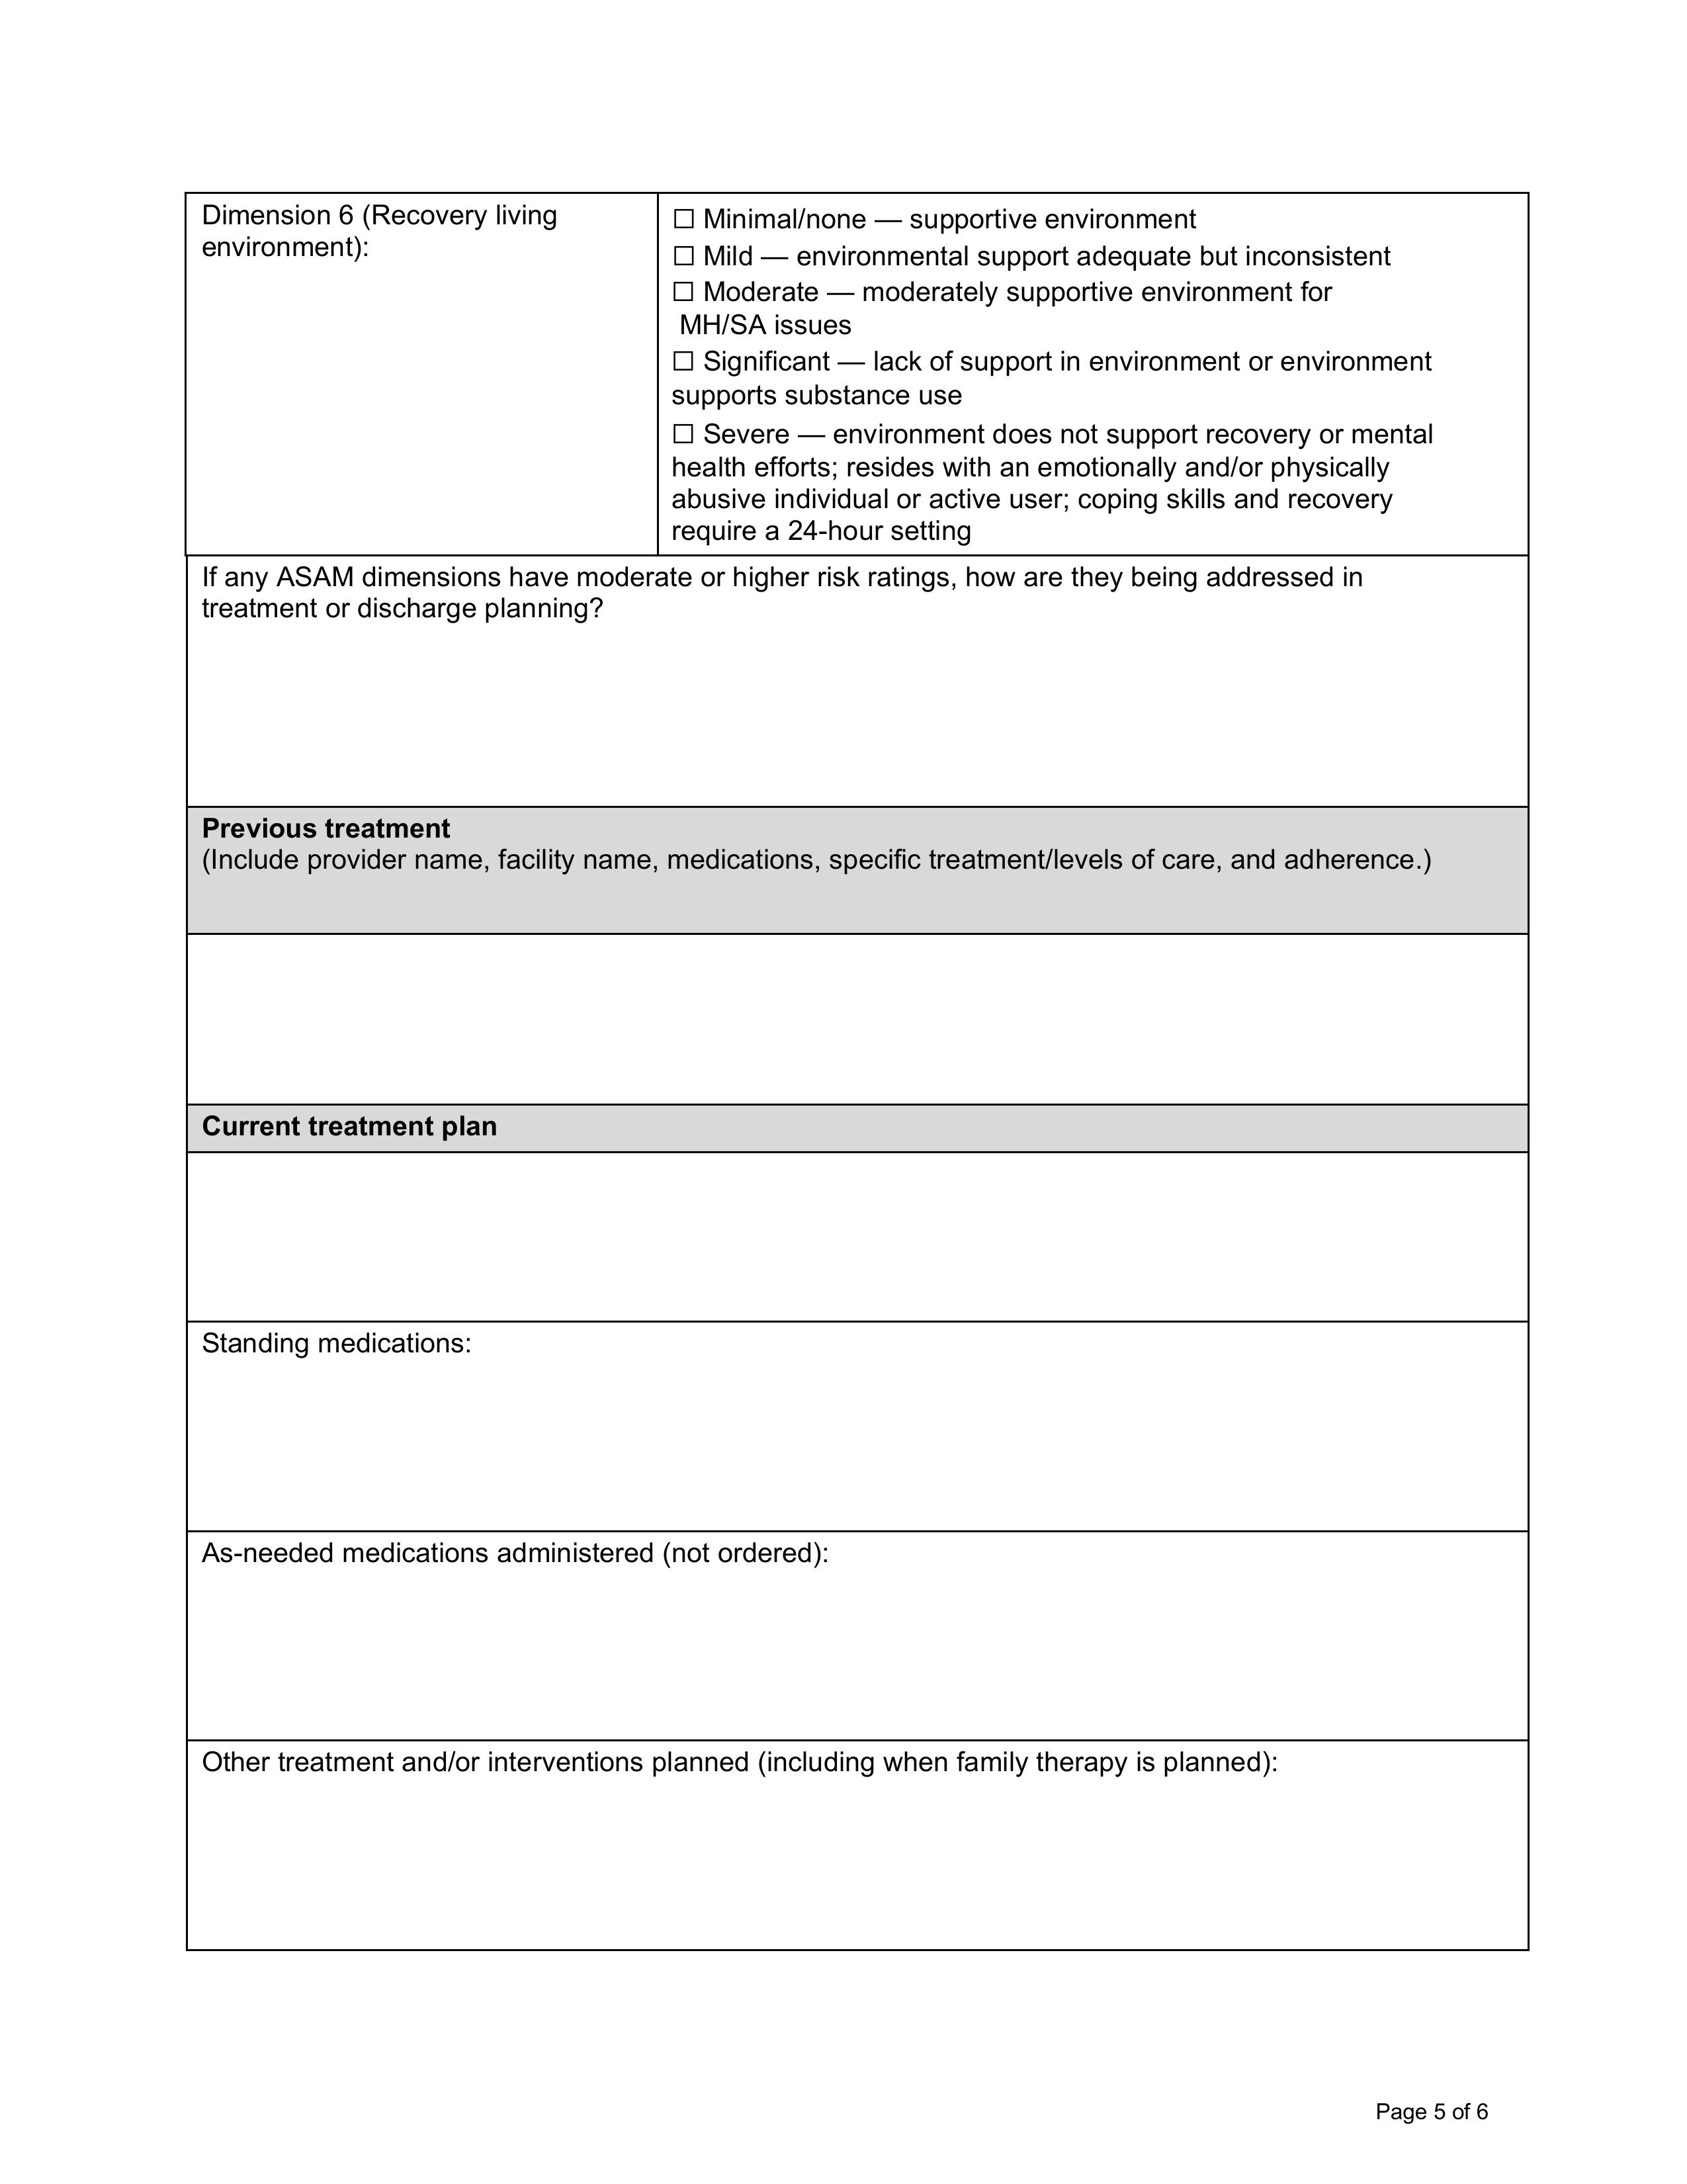 Dimension 6 (Recovery living
environment):
☐ Minimal/none — supportive environment
☐ Mild — environmental support adequate but inconsistent
☐ Moderate — moderately supportive environment for
MH/SA issues
☐ Significant — lack of support in environment or environment
supports substance use
☐ Severe — environment does not support recovery or mental
health efforts; resides with an emotionally and/or physically
abusive individual or active user; coping skills and recovery
require a 24-hour setting
If any ASAM dimensions have moderate or higher risk ratings, how are they being addressed in
treatment or discharge planning?
Previous treatment
(Include provider name, facility name, medications, specific treatment/levels of care, and adherence.)
Current treatment plan
Standing medications:
As-needed medications administered (not ordered):
Other treatment and/or interventions planned (including when family therapy is planned):
Page 5 of 6